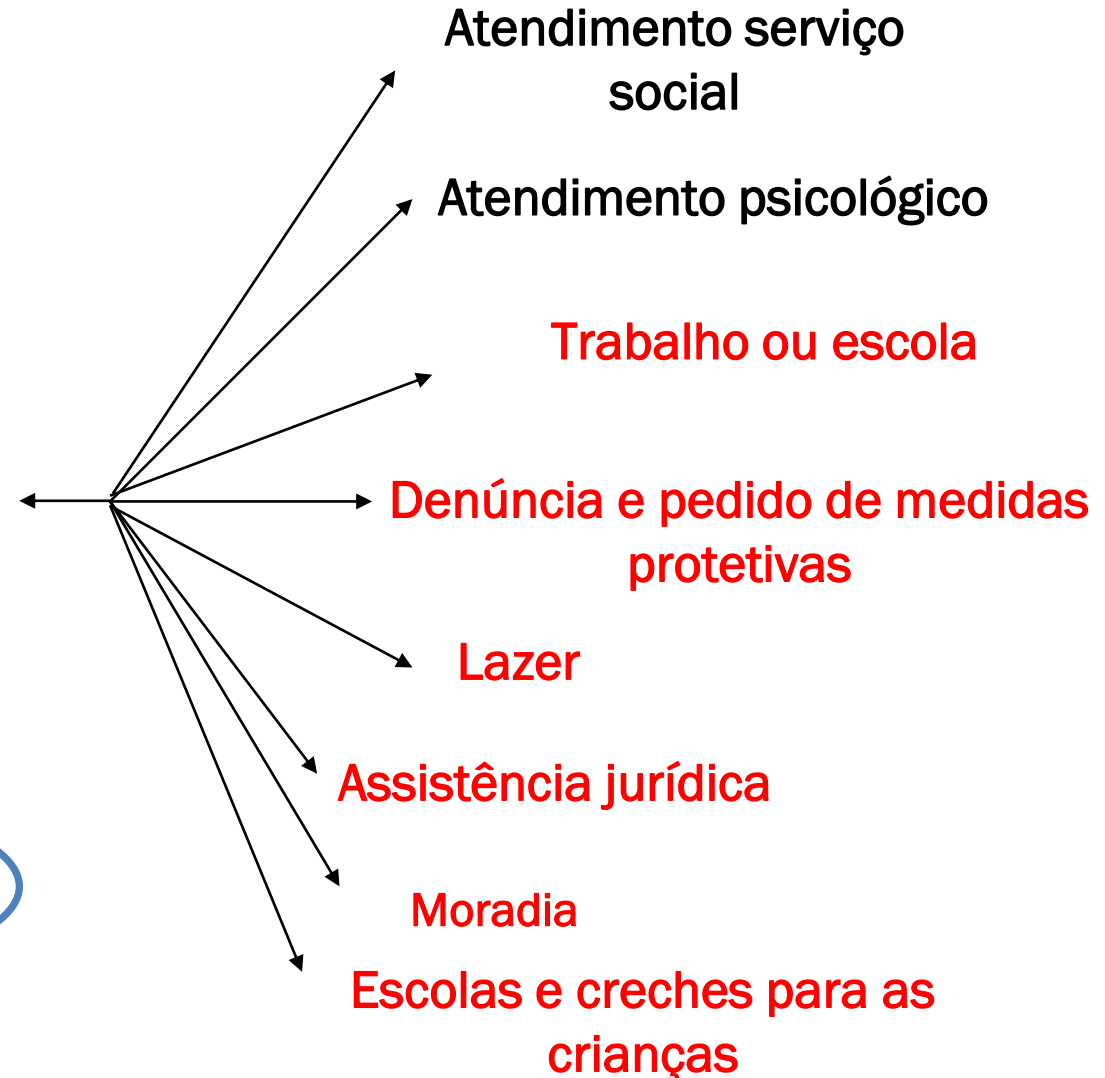 Atendimento serviço
social
Atendimento psicológico
Trabalho ou escola
Denúncia e pedido de medidas
protetivas
Lazer
Assistência jurídica
Moradia
Escolas e creches para as
crianças